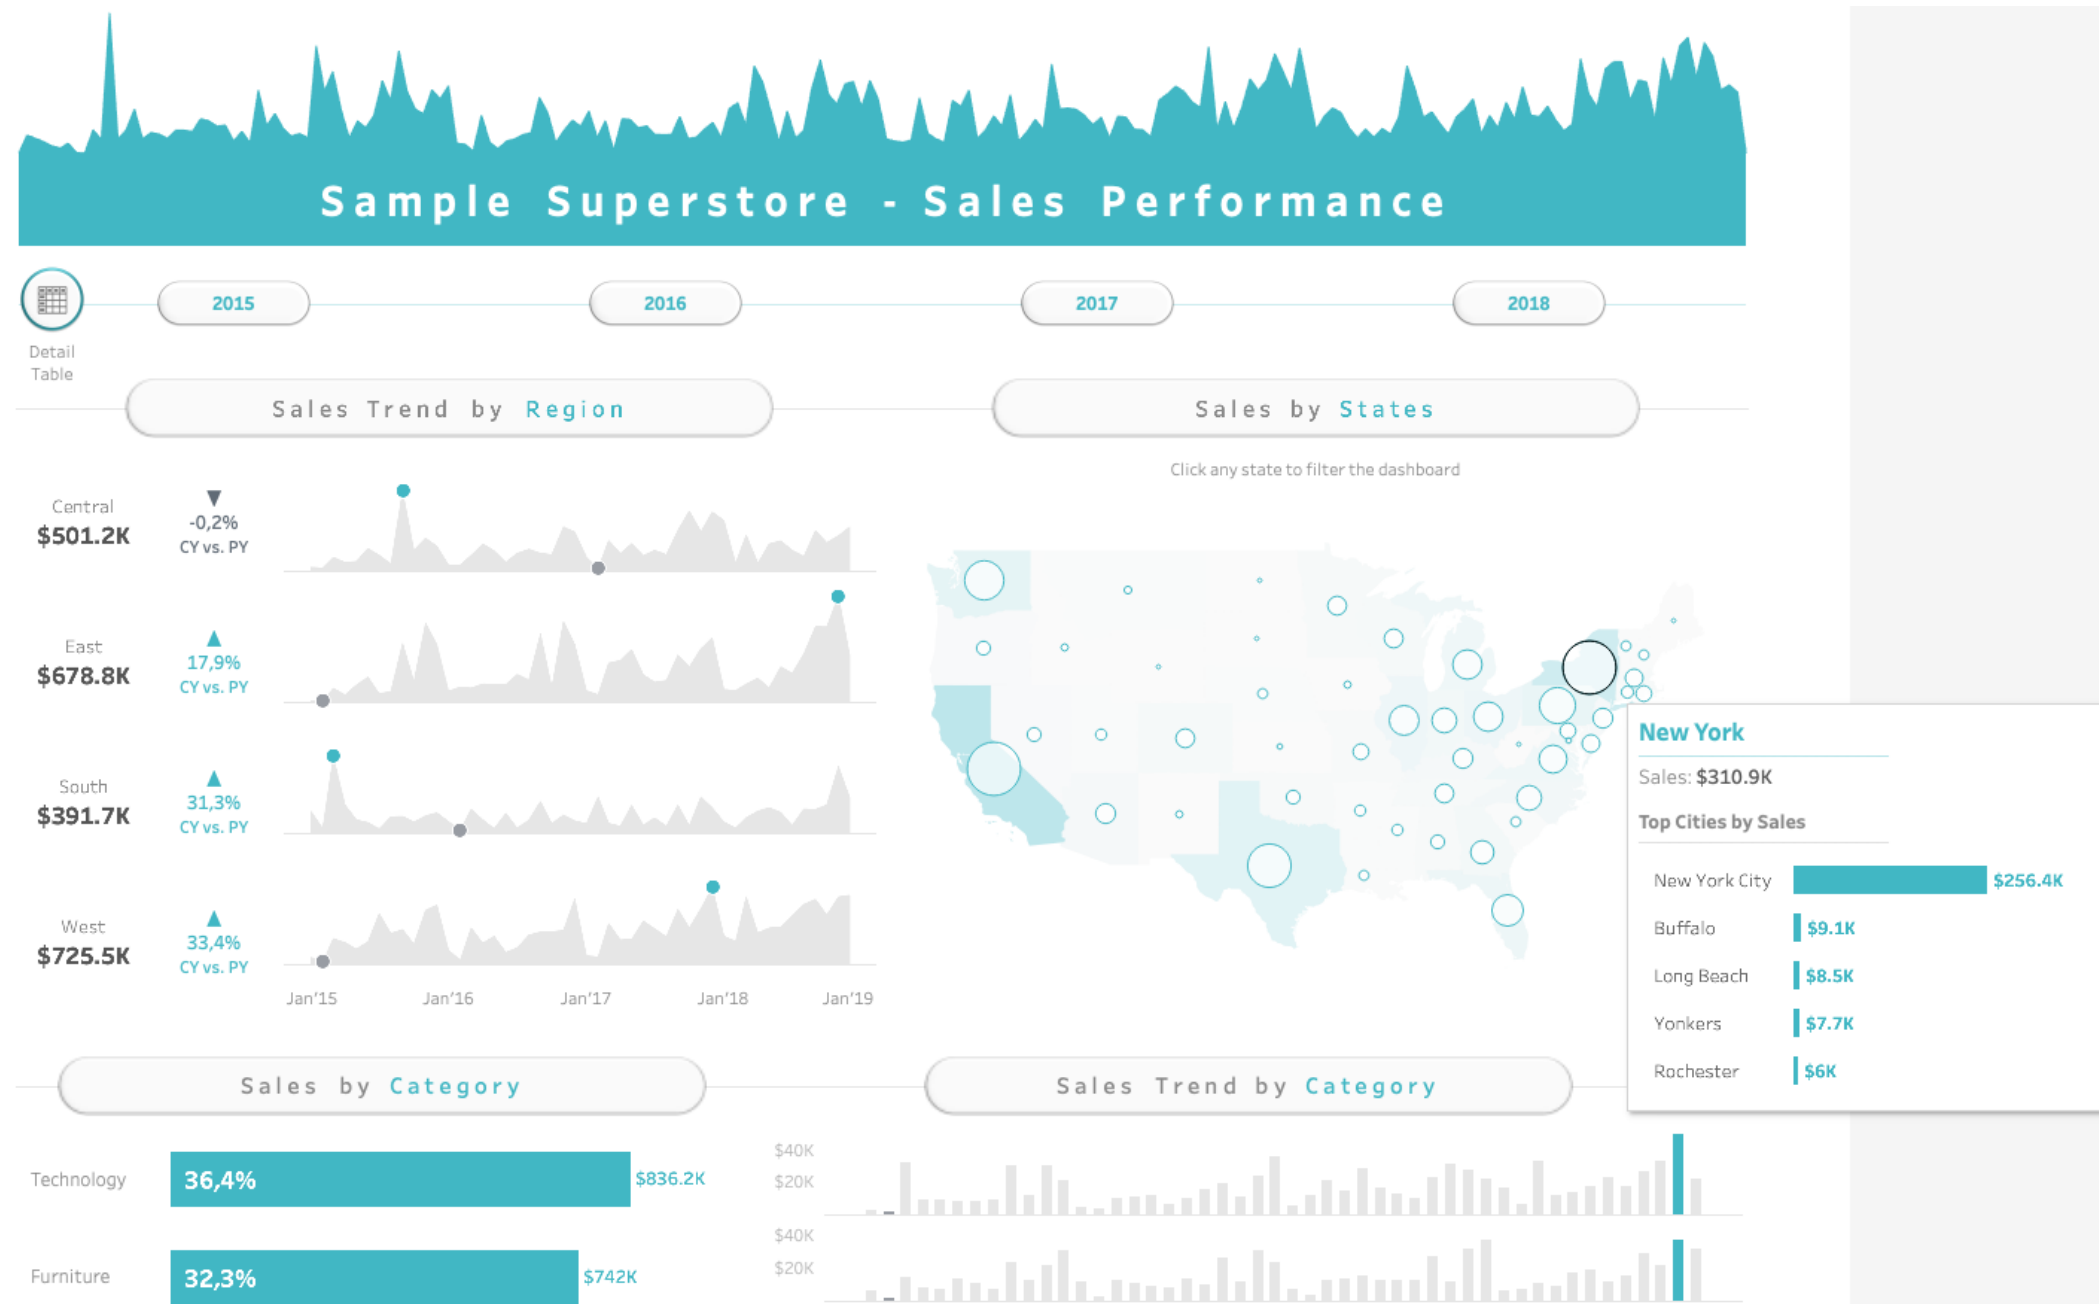 Sample Superstore - Sales Performance
2015
2016
2017
2018
Detail
Table
Sales Trend by Region
Sales by States
Click any state to filter the dashboard
Central
$501.2K
▼
-0,2%
CY vs. PY
East
$678.8K
▲
17,9%
CY vs. PY
South
$391.7K
▲
31,3%
CY vs. PY
West
$725.5K
▲
33,4%
CY vs. PY
Jan'15
Jan'16
Jan'17
Jan'18
Jan'19
New York
Sales: $310.9K
Top Cities by Sales
New York City $256.4K
Buffalo $9.1K
Long Beach $8.5K
Yonkers $7.7K
Rochester $6K
Sales by Category
Sales Trend by Category
Technology 36,4% $836.2K
Furniture 32,3% $742K
$40K
$20K
$40K
$20K